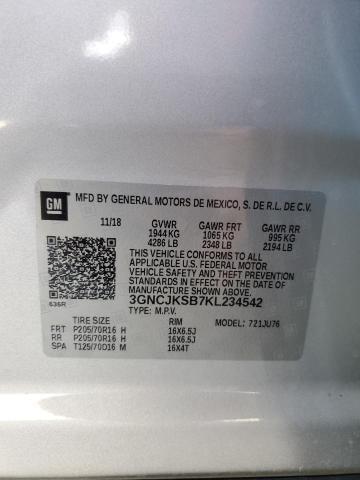 GM
MFD BY GENERAL MOTORS DE MEXICO, S. DE R.L. DE C.V.
11/18 GVWR GAWR FRT GAWR RR
1944 KG 1065 KG 995 KG
4286 LB 2348 LB 2194 LB
THIS VEHICLE CONFORMS TO ALL
APPLICABLE U.S. FEDERAL MOTOR VEHICLE
SAFETY, BUMPER, AND THEFT PREVENTION
STANDARDS IN EFFECT ON THE DATE OF
MANUFACTURE SHOWN ABOVE.
3GNCJKSB7KL234542
TYPE: M.P.V. MODEL: 721JU76
636R
TIRE SIZE RIM
FRT P205/70R16 H 16X6.5J
RR P205/70R16 H 16X6.5J
SPA T125/70D16 M 16X4T